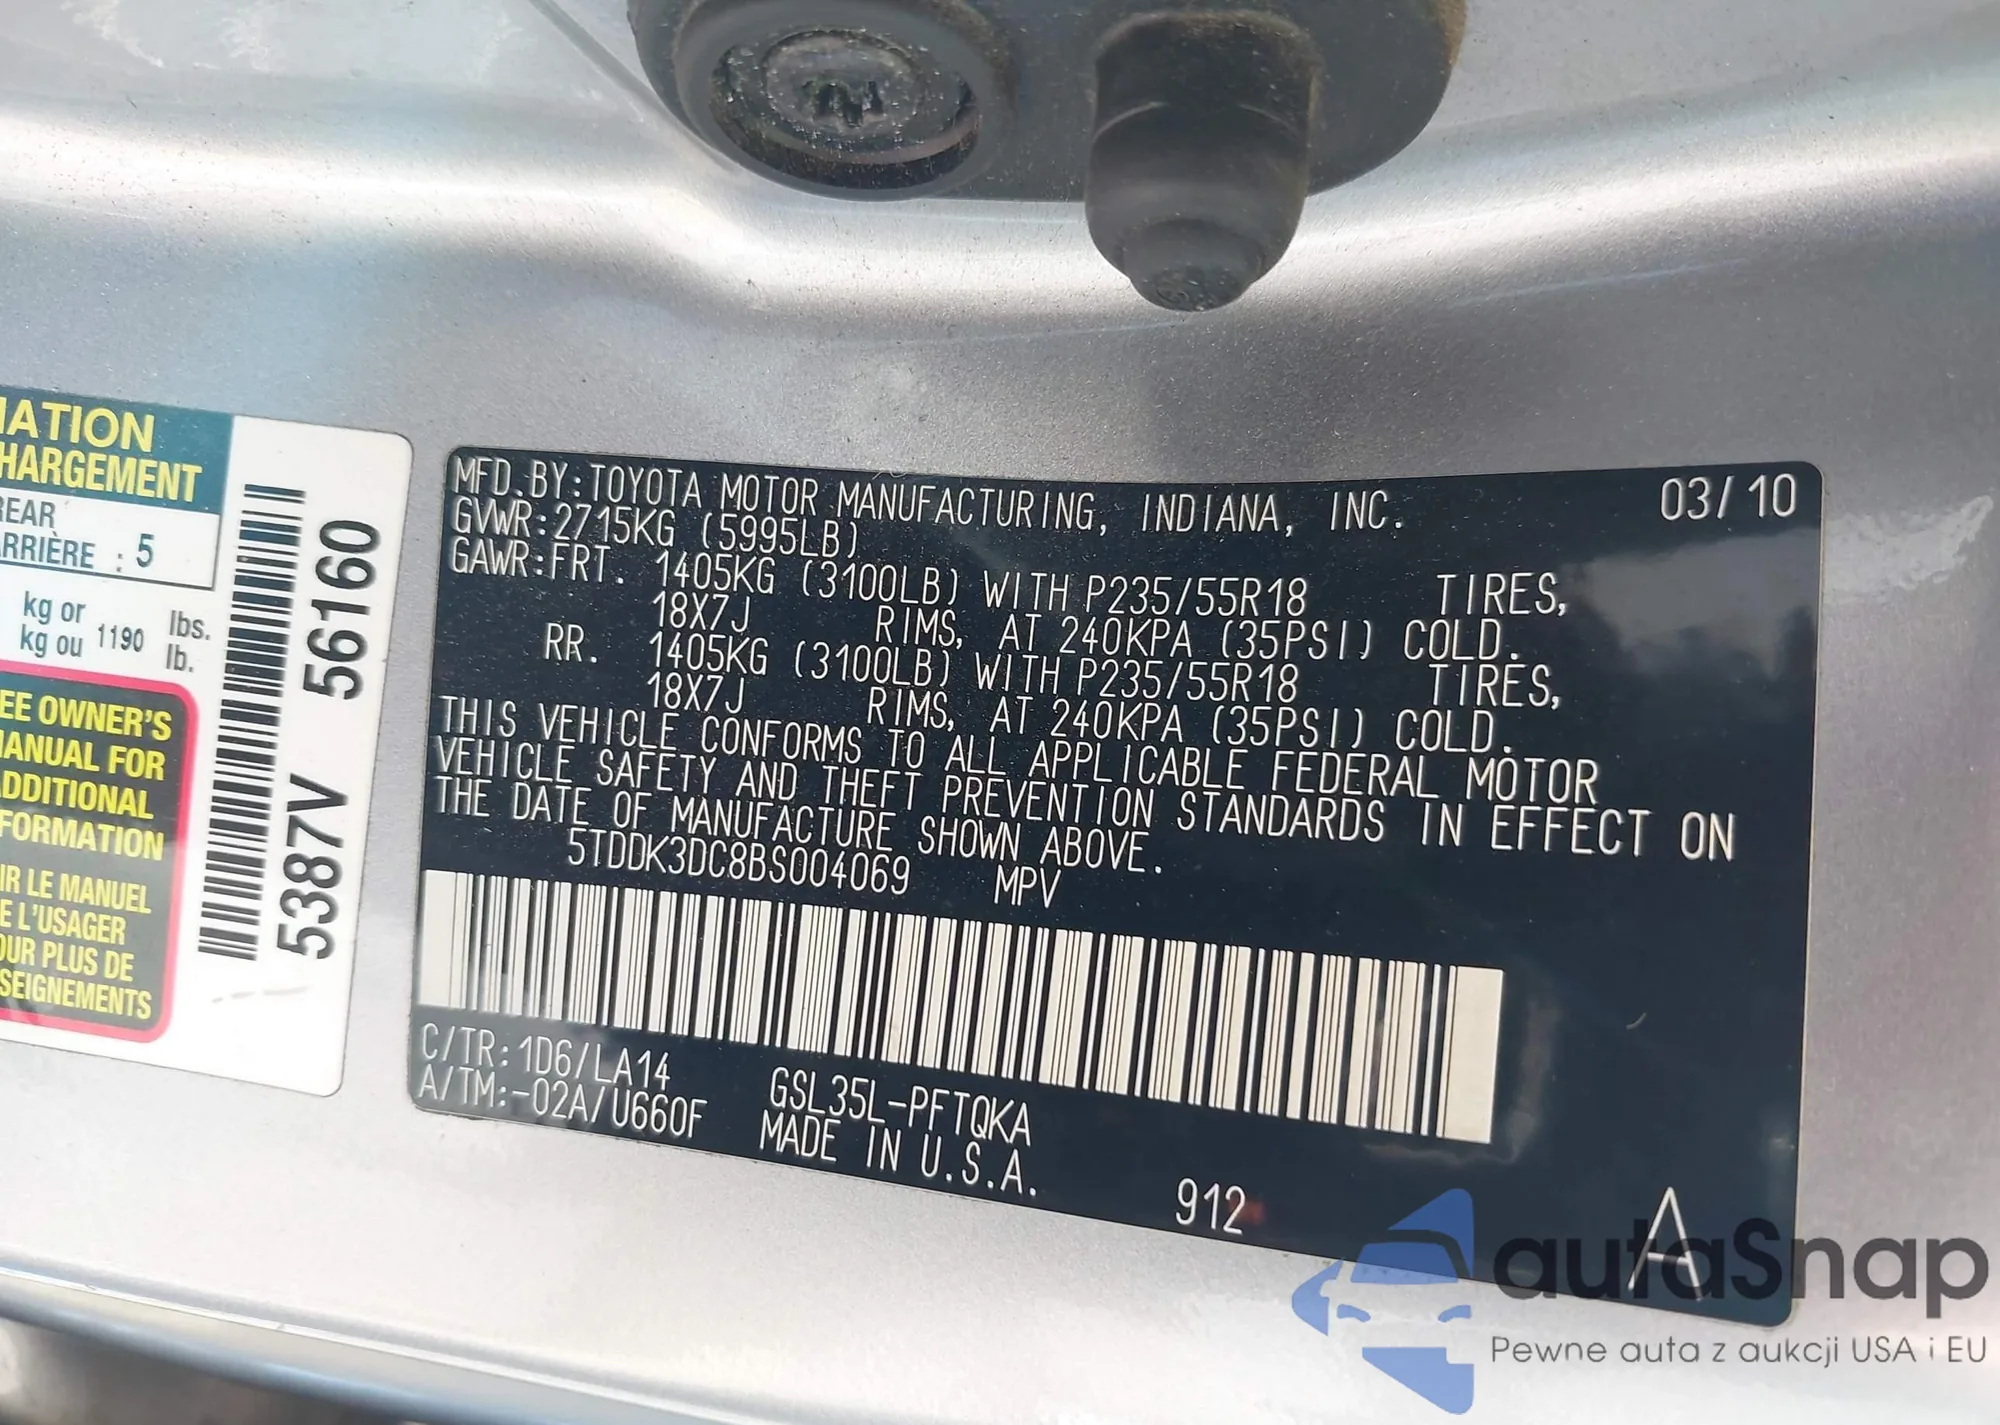 MATION
HARGEMENT
REAR
ARRIÈRE : 5
kg or
kg ou 1190 lbs.
lb.
EE OWNER'S
MANUAL FOR
ADDITIONAL
FORMATION
IR LE MANUEL
E L'USAGER
OUR PLUS DE
SEIGNEMENTS
5387V 56160
MFD.BY:TOYOTA MOTOR MANUFACTURING, INDIANA, INC. 03/10
GVWR:2715KG (5995LB)
GAWR:FRT. 1405KG (3100LB) WITH P235/55R18 TIRES,
18X7J RIMS, AT 240KPA (35PSI) COLD.
RR. 1405KG (3100LB) WITH P235/55R18 TIRES,
18X7J RIMS, AT 240KPA (35PSI) COLD.
THIS VEHICLE CONFORMS TO ALL APPLICABLE FEDERAL MOTOR
VEHICLE SAFETY AND THEFT PREVENTION STANDARDS IN EFFECT ON
THE DATE OF MANUFACTURE SHOWN ABOVE.
5TDDK3DC8BS004069 MPV
C/TR:1D6/LA14
A/TM:-02A/U660F
GSL35L-PFTQKA
MADE IN U.S.A.
912
A
autaSnap
Pewne auta z aukcji USA i EU